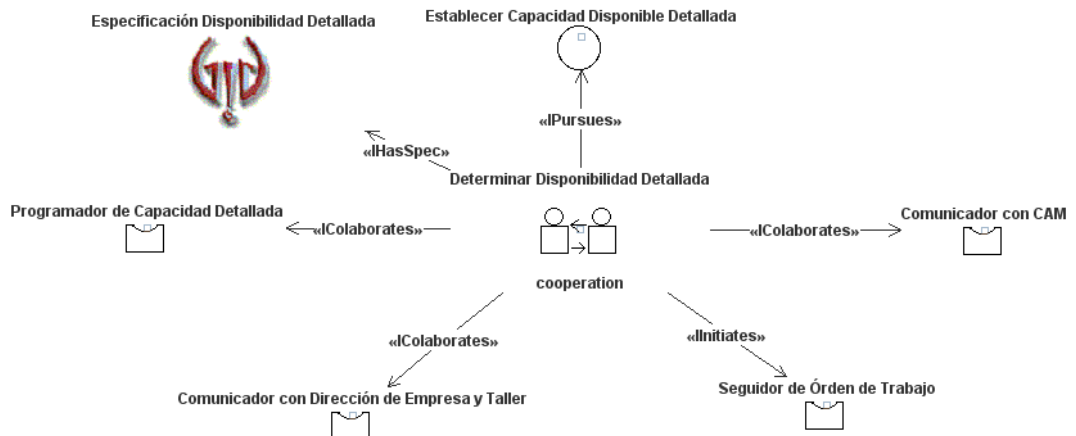 Especificación Disponibilidad Detallada
Establecer Capacidad Disponible Detallada
«IPursues»
«IHasSpec»
Determinar Disponibilidad Detallada
Programador de Capacidad Detallada
«IColaborates»
Comunicador con CAM
«IColaborates»
cooperation
«IColaborates»
«IInitiates»
Comunicador con Dirección de Empresa y Taller
Seguidor de Órden de Trabajo